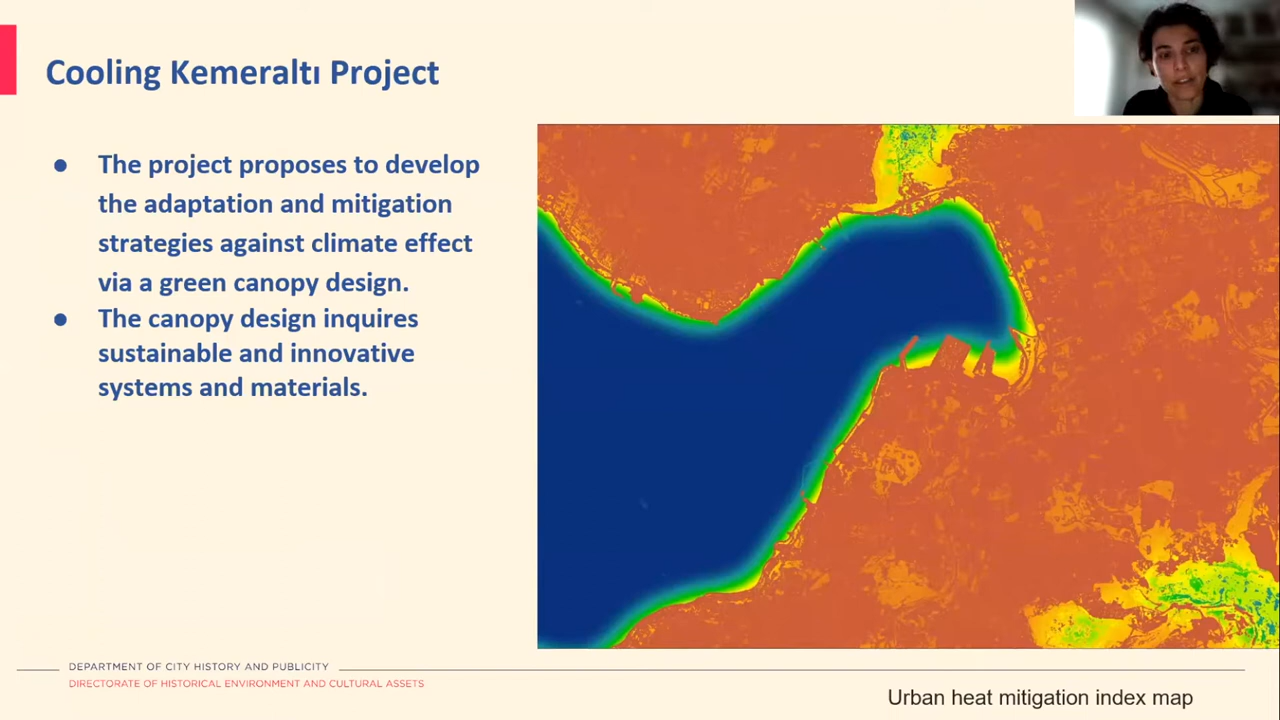 Cooling Kemeraltı Project
● The project proposes to develop
the adaptation and mitigation
strategies against climate effect
via a green canopy design.
● The canopy design inquires
sustainable and innovative
systems and materials.
DEPARTMENT OF CITY HISTORY AND PUBLICITY
DIRECTORATE OF HISTORICAL ENVIRONMENT AND CULTURAL ASSETS
Urban heat mitigation index map